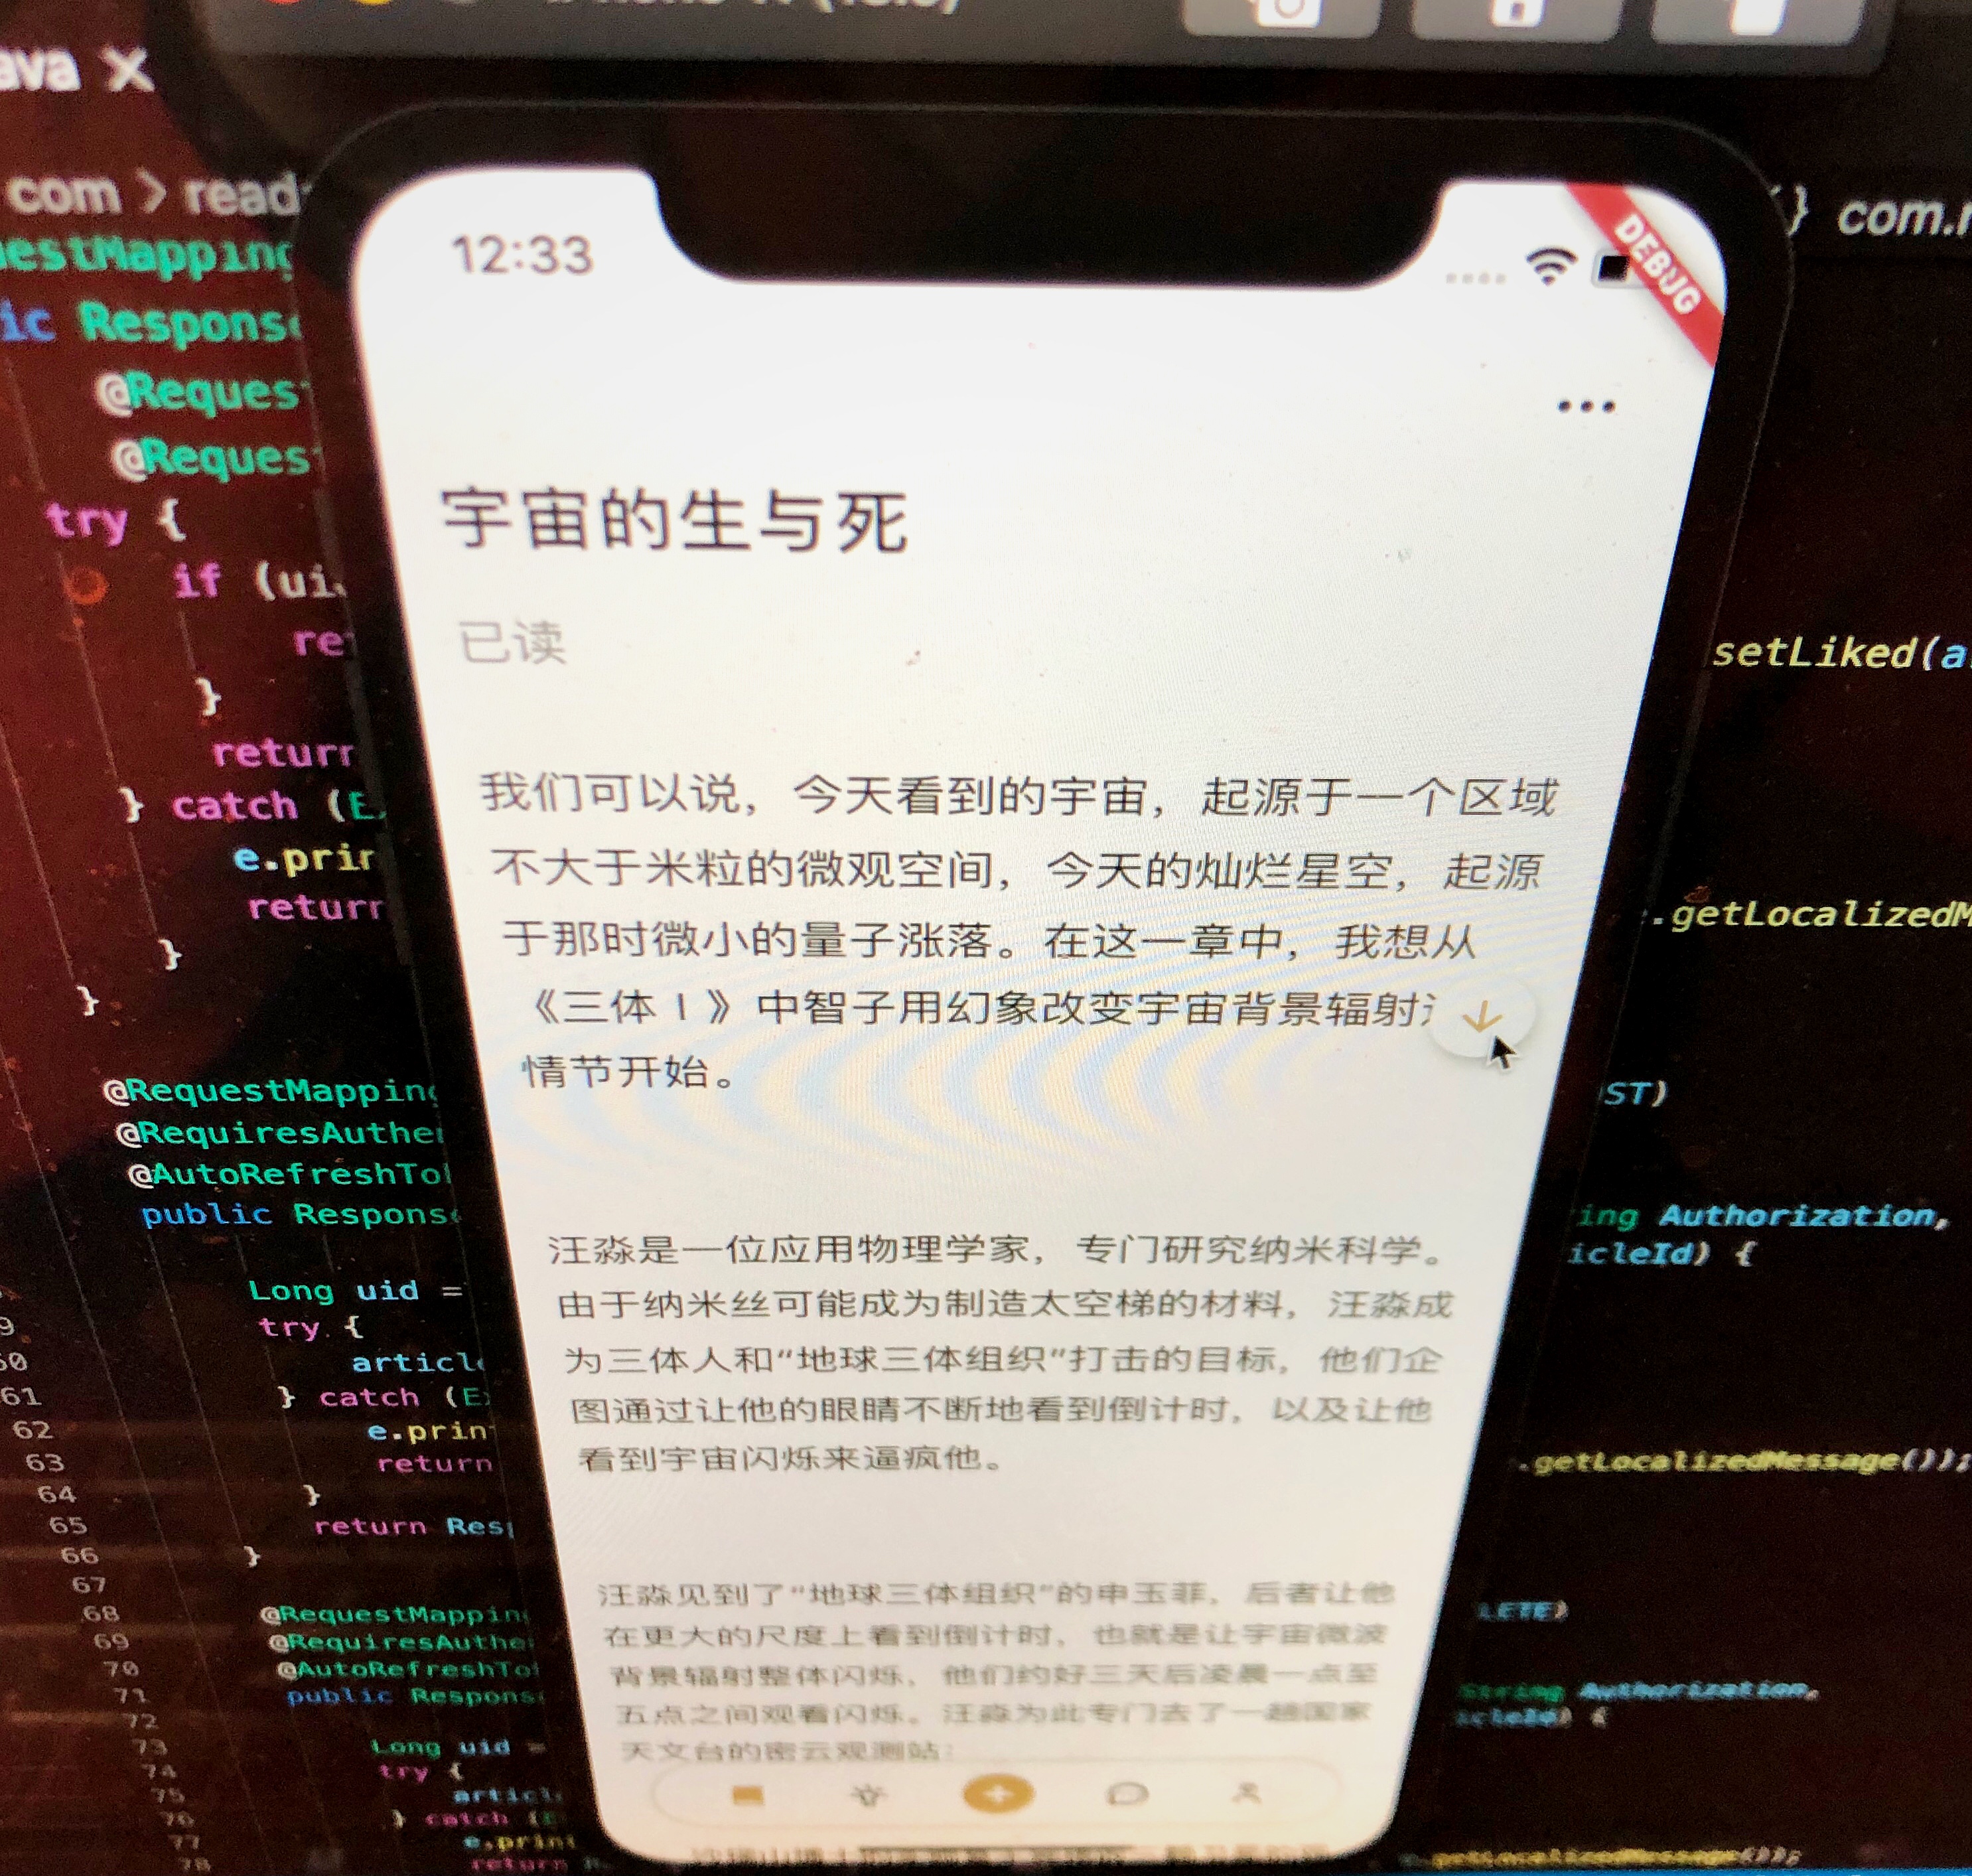 ava ×
com > read
12:33
DEBUG
宇宙的生与死
已读
我们可以说，今天看到的宇宙，起源于一个区域
不大于米粒的微观空间，今天的灿烂星空，起源
于那时微小的量子涨落。在这一章中，我想从
《三体Ⅰ》中智子用幻象改变宇宙背景辐射
情节开始。
汪淼是一位应用物理学家，专门研究纳米科学。
由于纳米丝可能成为制造太空梯的材料，汪淼成
为三体人和“地球三体组织”打击的目标，他们企
图通过让他的眼睛不断地看到倒计时，以及让他
看到宇宙闪烁来逼疯他。
汪淼见到了“地球三体组织”的申玉菲，后者让他
在更大的尺度上看到倒计时，也就是让宇宙微波
背景辐射整体闪烁，他们约好三天后凌晨一点至
五点之间观看闪烁。汪淼为此专门去了一趟国家
天文台的密云观测站：
estMapping
ic Respons
@Reques
@Reques
try {
if (ui
re
}
return
} catch (E
e.prin
return
}
}
@RequestMapping
@RequiresAuthe
@AutoRefreshTo
public Respons
Long uid =
try {
60 articl
61 } catch (E
62 e.prin
63 return
64 }
65 return Resp
66 }
67
68 @RequestMappin
69 @RequiresAuthe
70 @AutoRefreshTo
71 public Respons
72
73 Long uid =
74 try {
75 articl
76 } catch (E
77 e.print
78 return
{} com.r
setLiked(a
.getLocalizedM
ST)
ing Authorization,
icleId) {
.getLocalizedMessage());
LETE)
String Authorization,
icleId) {
.getLocalizedMessage());